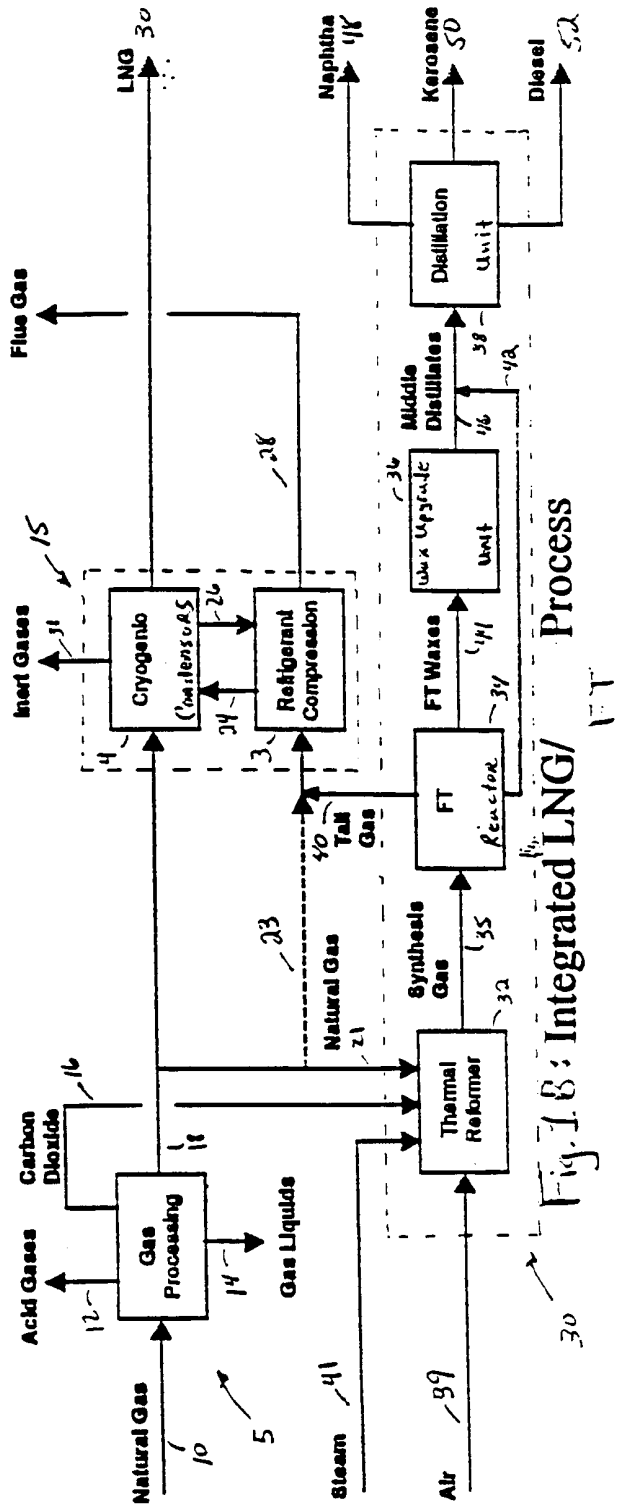 Natural Gas
10
5
Acid Gases
12
Gas
Processing
14
Gas Liquids
Carbon
Dioxide
16
18
Inert Gases
31
15
4
Cryogenic
Condensors
24
26
3
Refrigerant
Compression
28
Flue Gas
LNG
30
23
Natural Gas
21
40
Tail
Gas
Steam
41
Air
39
Thermal
Reformer
32
Synthesis
Gas
35
FT
Reactor
34
FT Waxes
44
36
Wax Upgrade
Unit
Middle
Distillates
46
42
38
Distillation
Unit
Naphtha
48
Kerosene
50
Diesel
52
30
Fig. 1B: Integrated LNG/ Process
FT